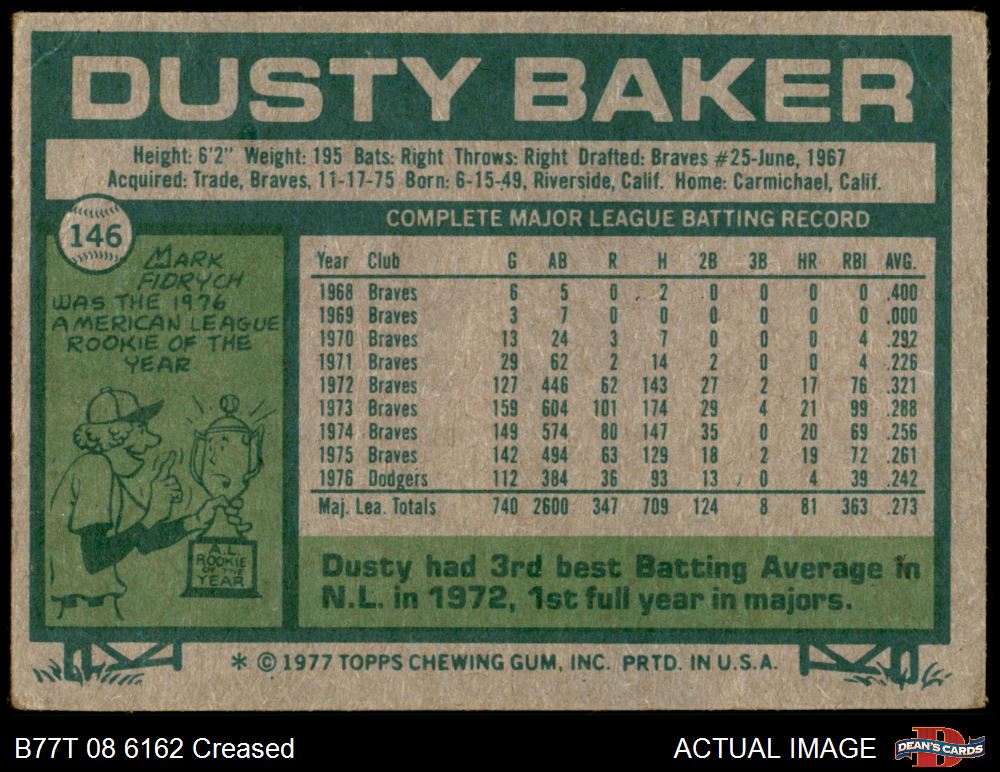 DUSTY BAKER
Height: 6'2" Weight: 195 Bats: Right Throws: Right Drafted: Braves #25-June, 1967
Acquired: Trade, Braves, 11-17-75 Born: 6-15-49, Riverside, Calif. Home: Carmichael, Calif.
146
MARK
FIDRYCH
WAS THE 1976
AMERICAN LEAGUE
ROOKIE OF THE
YEAR
A.L.
ROOKIE
OF THE
YEAR
COMPLETE MAJOR LEAGUE BATTING RECORD
Year Club G AB R H 2B 3B HR RBI AVG.
1968 Braves 6 5 0 2 0 0 0 0 .400
1969 Braves 3 7 0 0 0 0 0 0 .000
1970 Braves 13 24 3 7 0 0 0 4 .292
1971 Braves 29 62 2 14 2 0 0 4 .226
1972 Braves 127 446 62 143 27 2 17 76 .321
1973 Braves 159 604 101 174 29 4 21 99 .288
1974 Braves 149 574 80 147 35 0 20 69 .256
1975 Braves 142 494 63 129 18 2 19 72 .261
1976 Dodgers 112 384 36 93 13 0 4 39 .242
Maj. Lea. Totals 740 2600 347 709 124 8 81 363 .273
Dusty had 3rd best Batting Average in
N.L. in 1972, 1st full year in majors.
* © 1977 TOPPS CHEWING GUM, INC. PRTD. IN U.S.A.
B77T 08 6162 Creased
ACTUAL IMAGE
DEAN'S CARDS